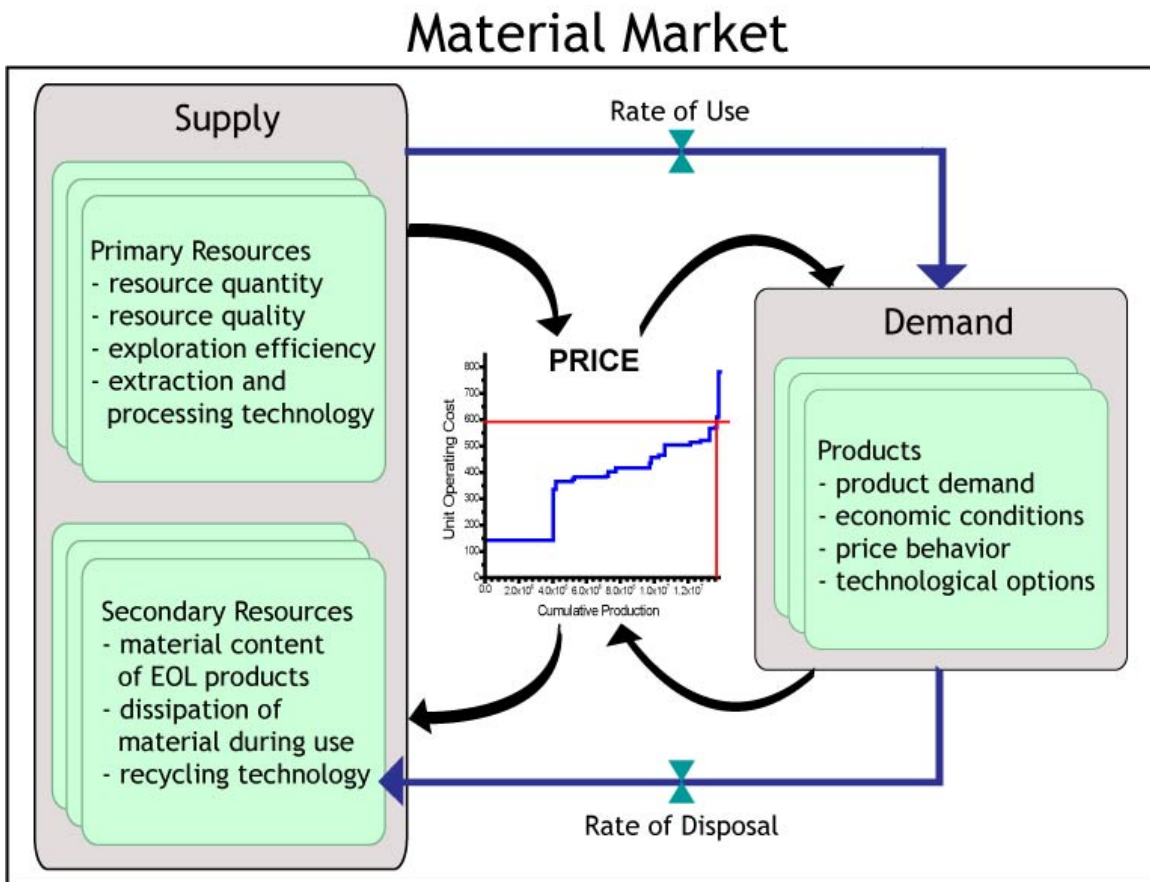 Material Market
Supply
Primary Resources
- resource quantity
- resource quality
- exploration efficiency
- extraction and
processing technology
Secondary Resources
- material content
of EOL products
- dissipation of
material during use
- recycling technology
Rate of Use
PRICE
Unit Operating Cost
800
700
600
500
400
300
200
100
0
0.0
Cumulative Production
Demand
Products
- product demand
- economic conditions
- price behavior
- technological options
Rate of Disposal